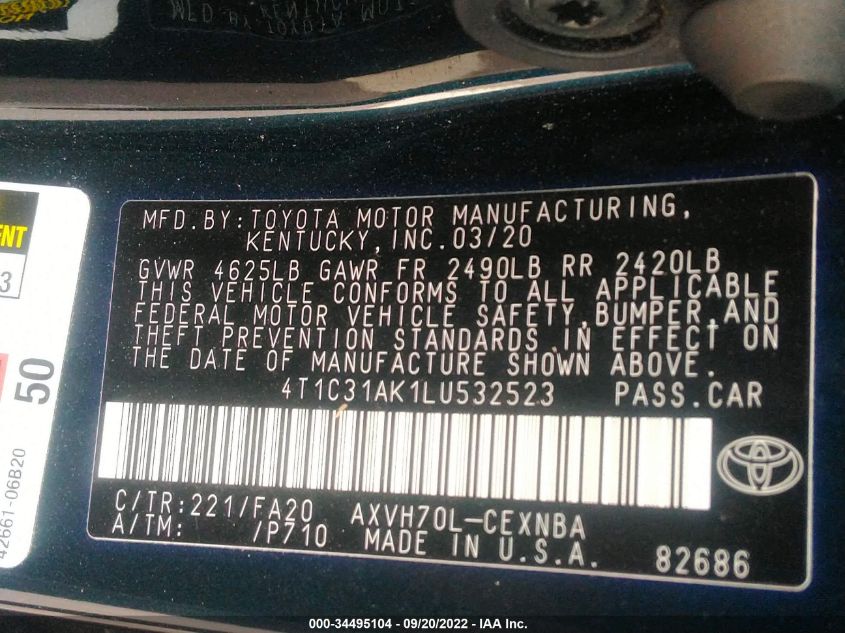 MFD.BY:TOYOTA MOTOR MANUFACTURING,
KENTUCKY,INC.03/20
GVWR 4625LB GAWR FR 2490LB RR 2420LB
THIS VEHICLE CONFORMS TO ALL APPLICABLE
FEDERAL MOTOR VEHICLE SAFETY,BUMPER,AND
THEFT PREVENTION STANDARDS IN EFFECT ON
THE DATE OF MANUFACTURE SHOWN ABOVE.
4T1C31AK1LU532523 PASS.CAR
C/TR:221/FA20 AXVH70L-CEXNBA
A/TM: /P710 MADE IN U.S.A. 82686
50
42661-06B20
000-34495104 - 09/20/2022 - IAA Inc.